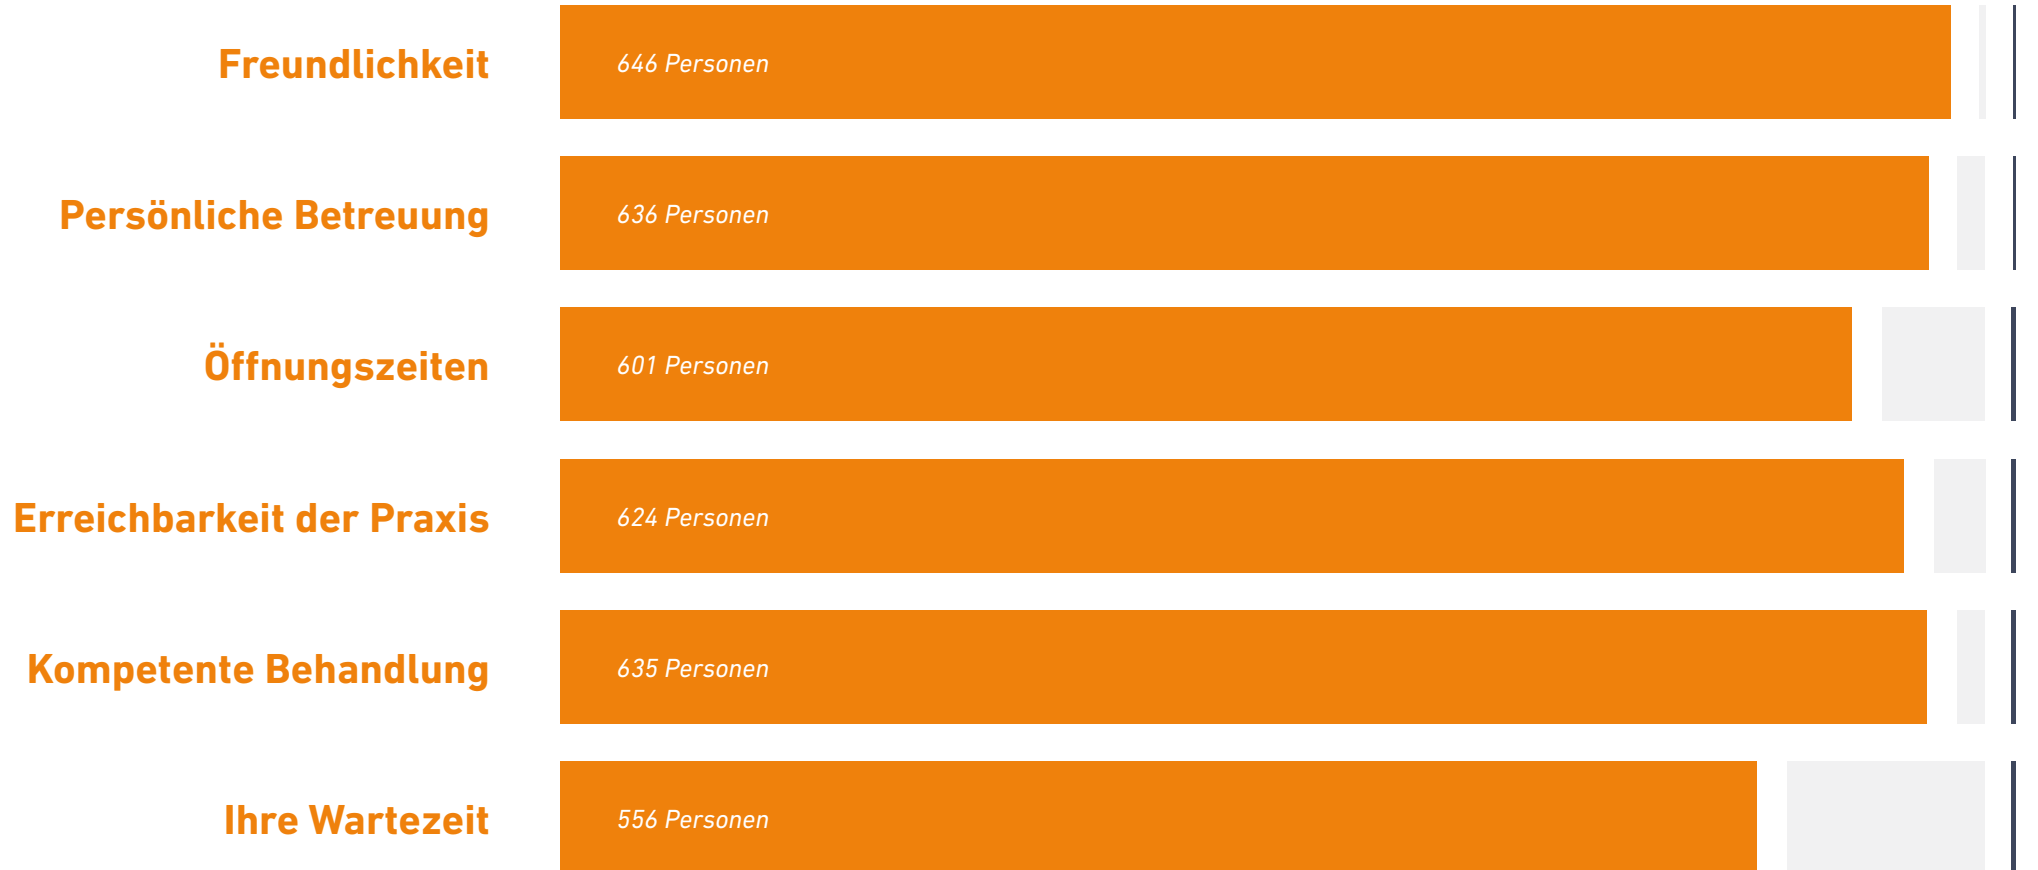 Freundlichkeit
646 Personen
Persönliche Betreuung
636 Personen
Öffnungszeiten
601 Personen
Erreichbarkeit der Praxis
624 Personen
Kompetente Behandlung
635 Personen
Ihre Wartezeit
556 Personen